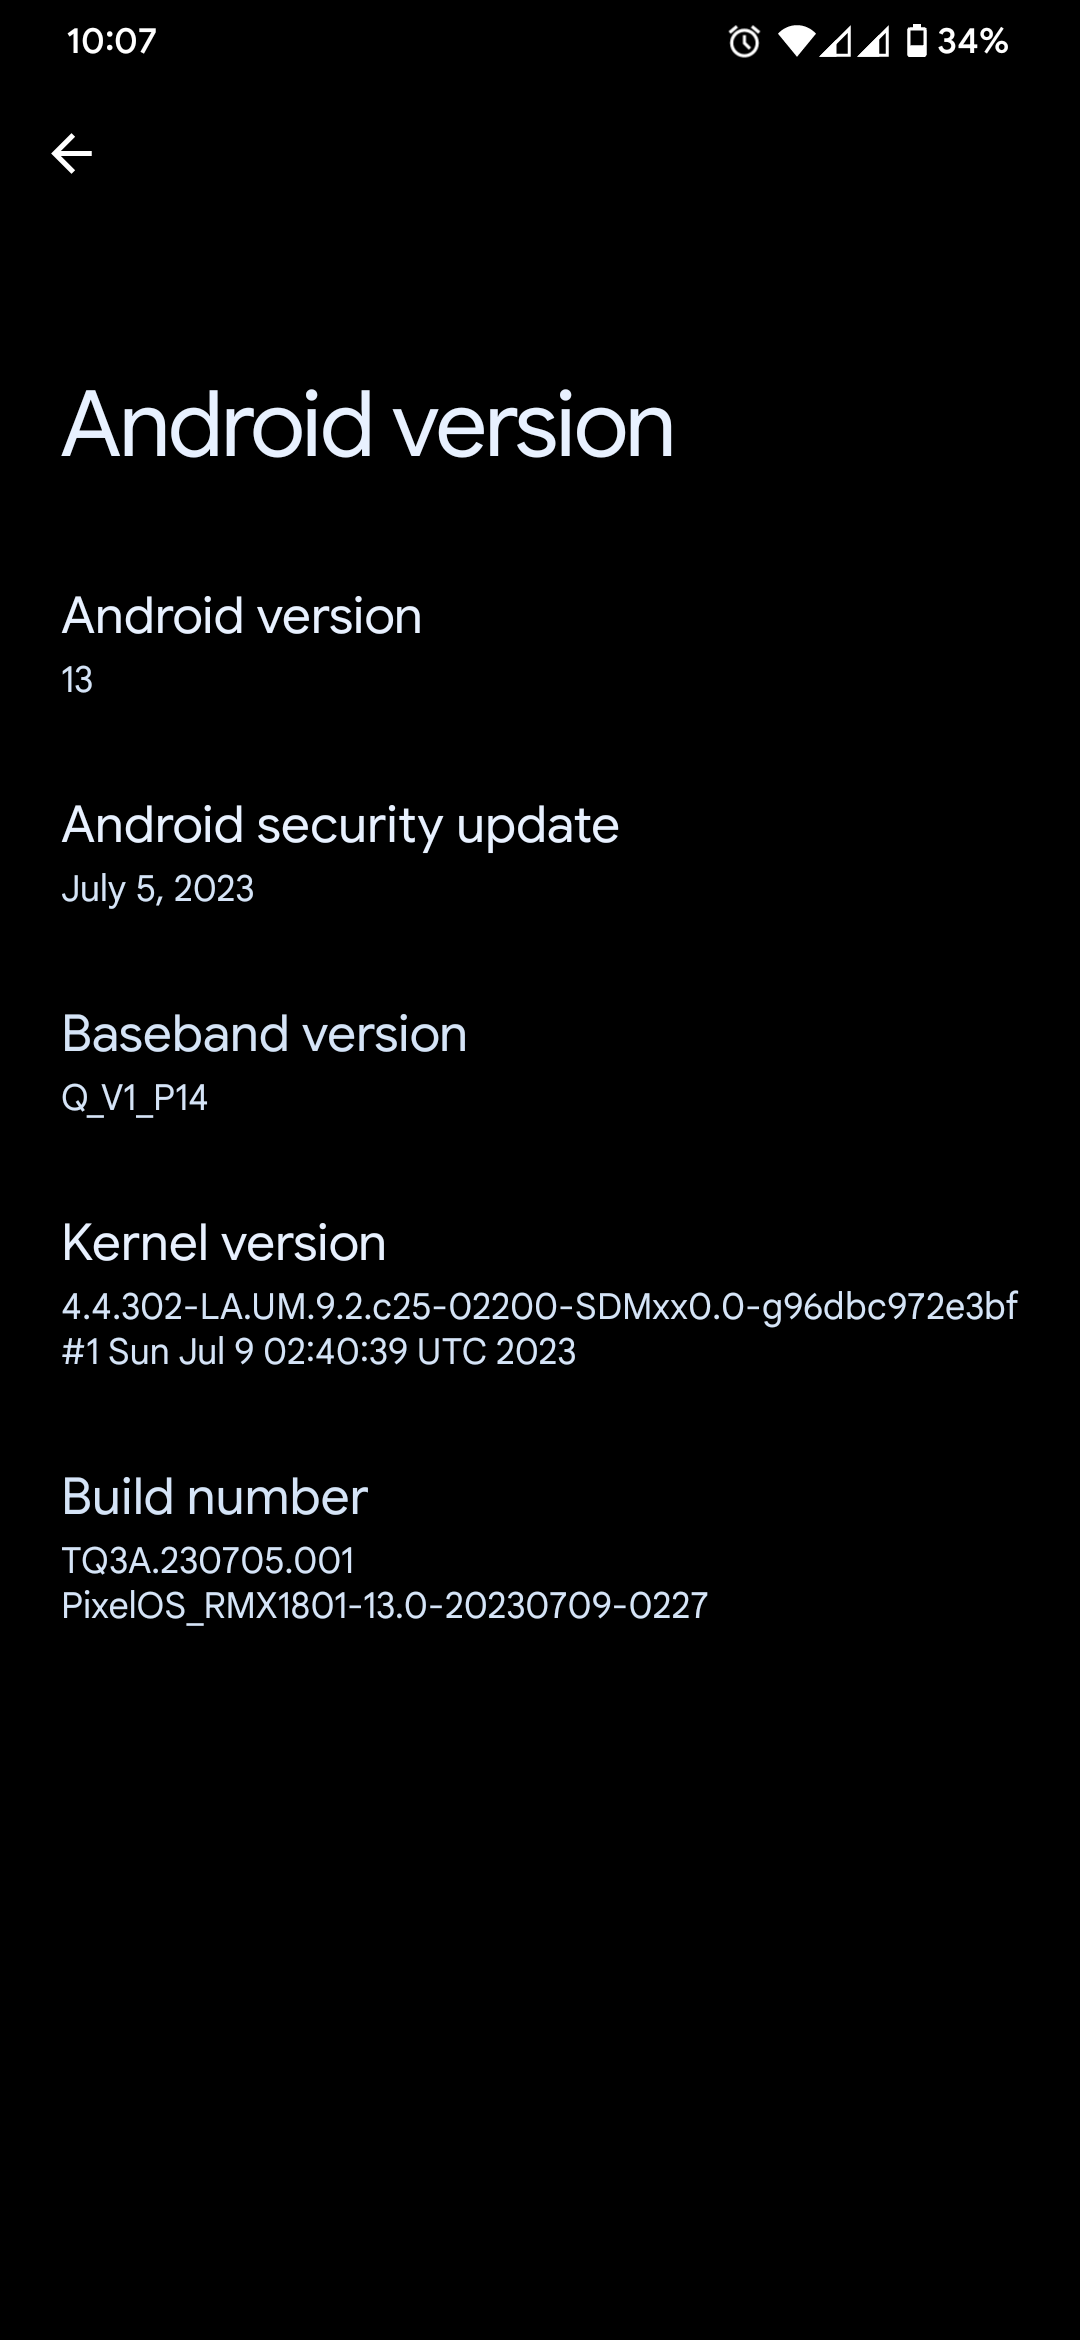 10:07
34%
Android version
Android version
13
Android security update
July 5, 2023
Baseband version
Q_V1_P14
Kernel version
4.4.302-LA.UM.9.2.c25-02200-SDMxx0.0-g96dbc972e3bf
#1 Sun Jul 9 02:40:39 UTC 2023
Build number
TQ3A.230705.001
PixelOS_RMX1801-13.0-20230709-0227